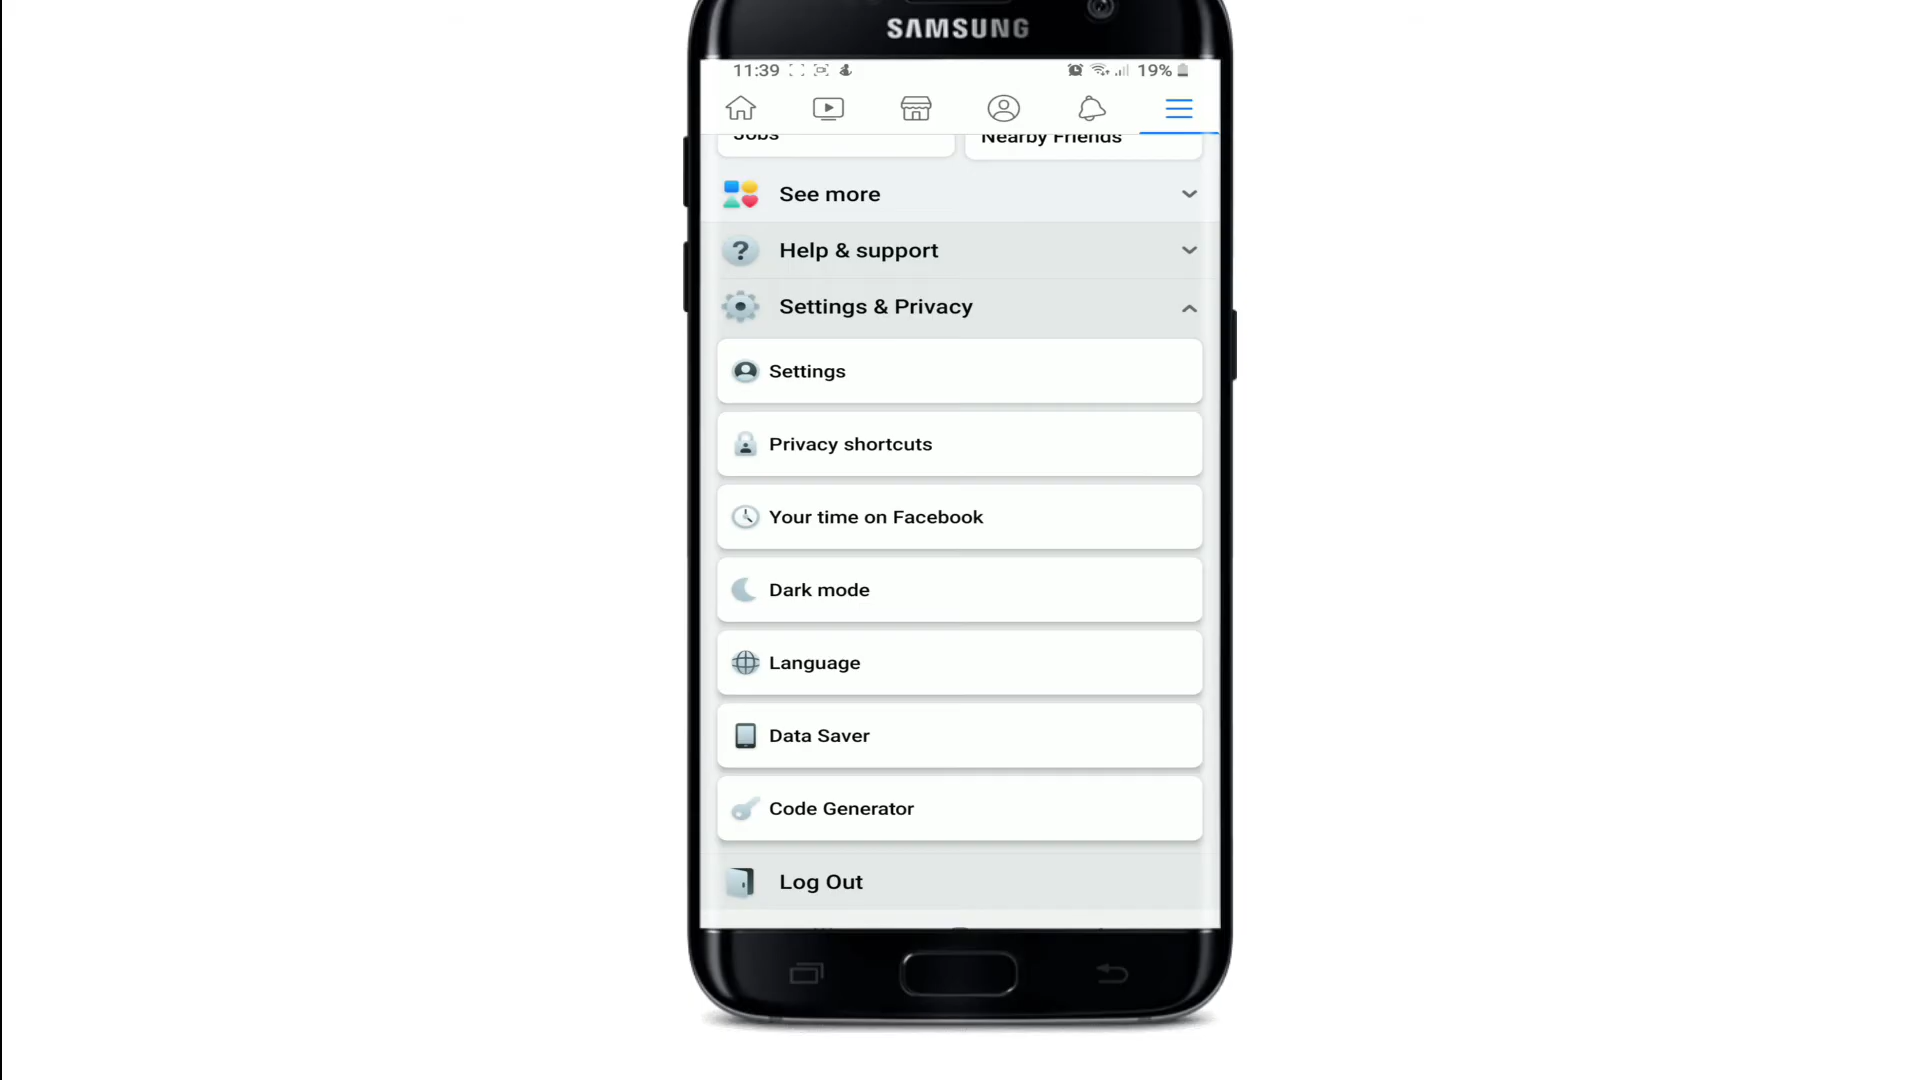 SAMSUNG
11:39 19%
Jobs Nearby Friends
See more
Help & support
Settings & Privacy
Settings
Privacy shortcuts
Your time on Facebook
Dark mode
Language
Data Saver
Code Generator
Log Out